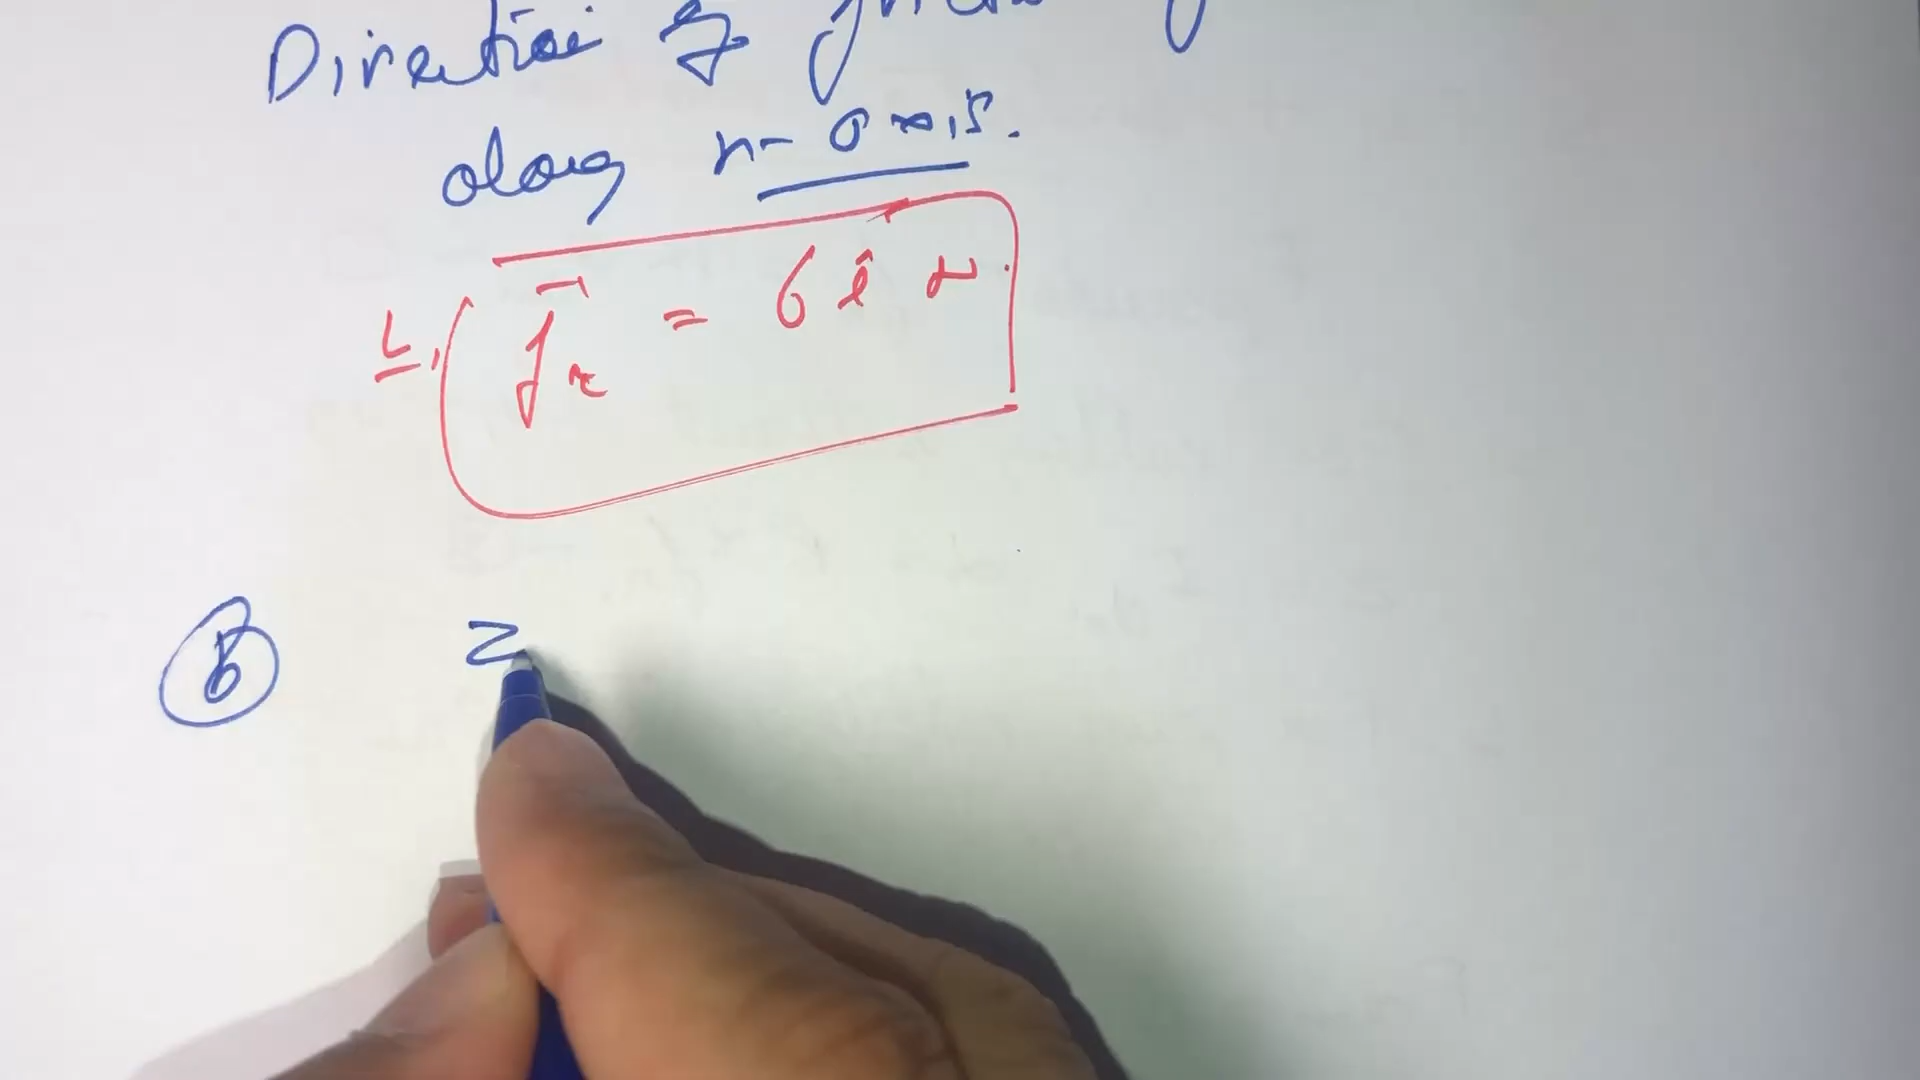 Direction of
along x-axis.
L, f⃗x = 6 î N.
(b) Z